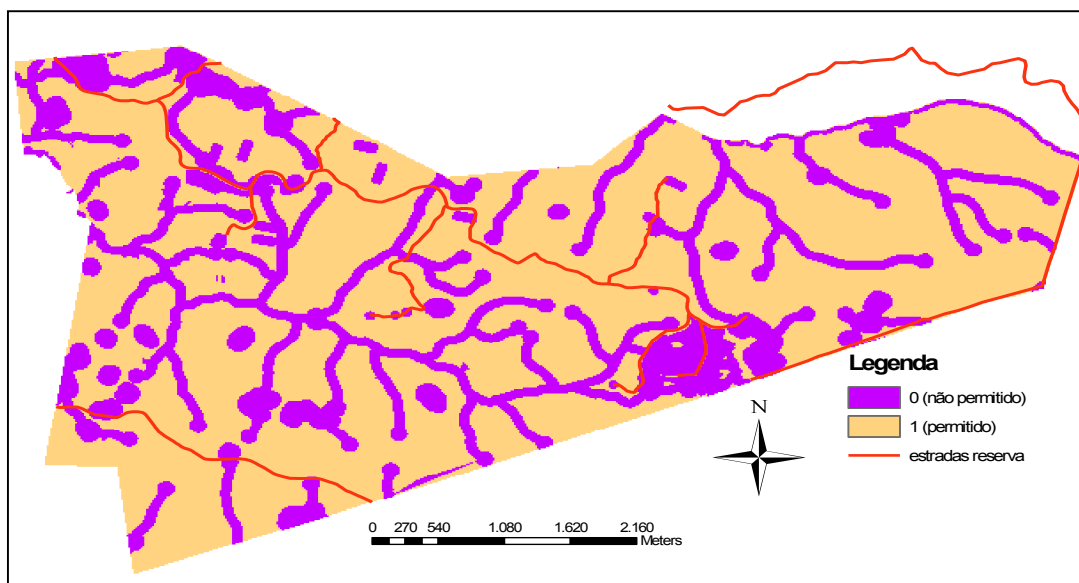 Legenda
0 (não permitido)
1 (permitido)
estradas reserva
N
0 270 540 1.080 1.620 2.160
Meters